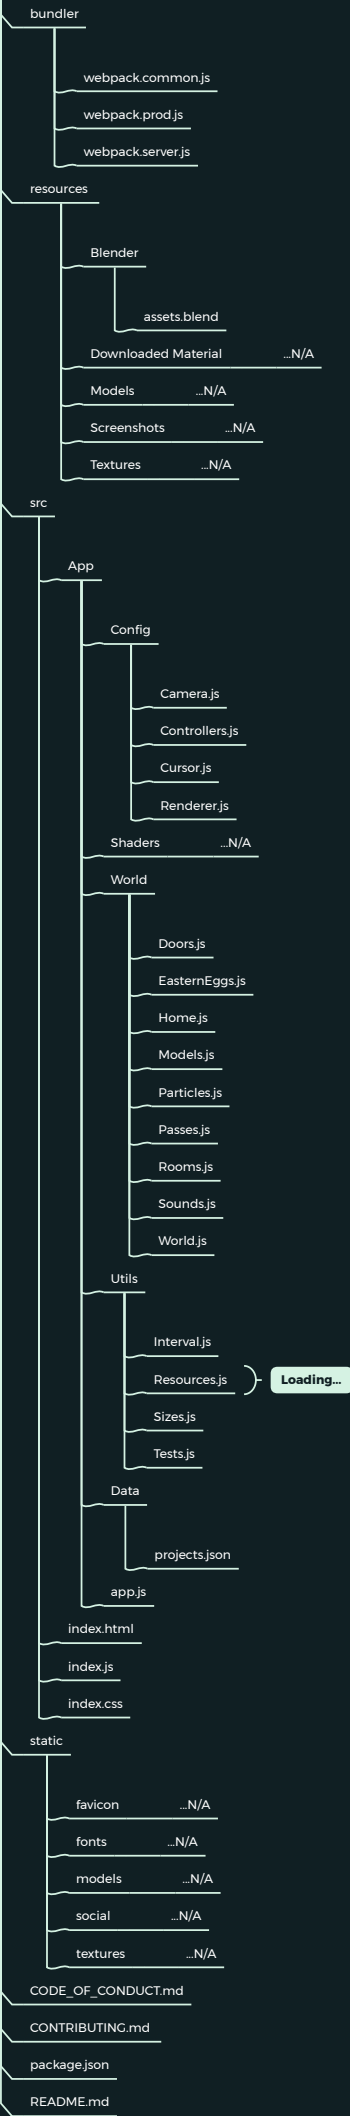 bundler
webpack.common.js
webpack.prod.js
webpack.server.js
resources
Blender
assets.blend
Downloaded Material ...N/A
Models ...N/A
Screenshots ...N/A
Textures ...N/A
src
App
Config
Camera.js
Controllers.js
Cursor.js
Renderer.js
Shaders ...N/A
World
Doors.js
EasternEggs.js
Home.js
Models.js
Particles.js
Passes.js
Rooms.js
Sounds.js
World.js
Utils
Interval.js
Resources.js Loading...
Sizes.js
Tests.js
Data
projects.json
app.js
index.html
index.js
index.css
static
favicon ...N/A
fonts ...N/A
models ...N/A
social ...N/A
textures ...N/A
CODE_OF_CONDUCT.md
CONTRIBUTING.md
package.json
README.md